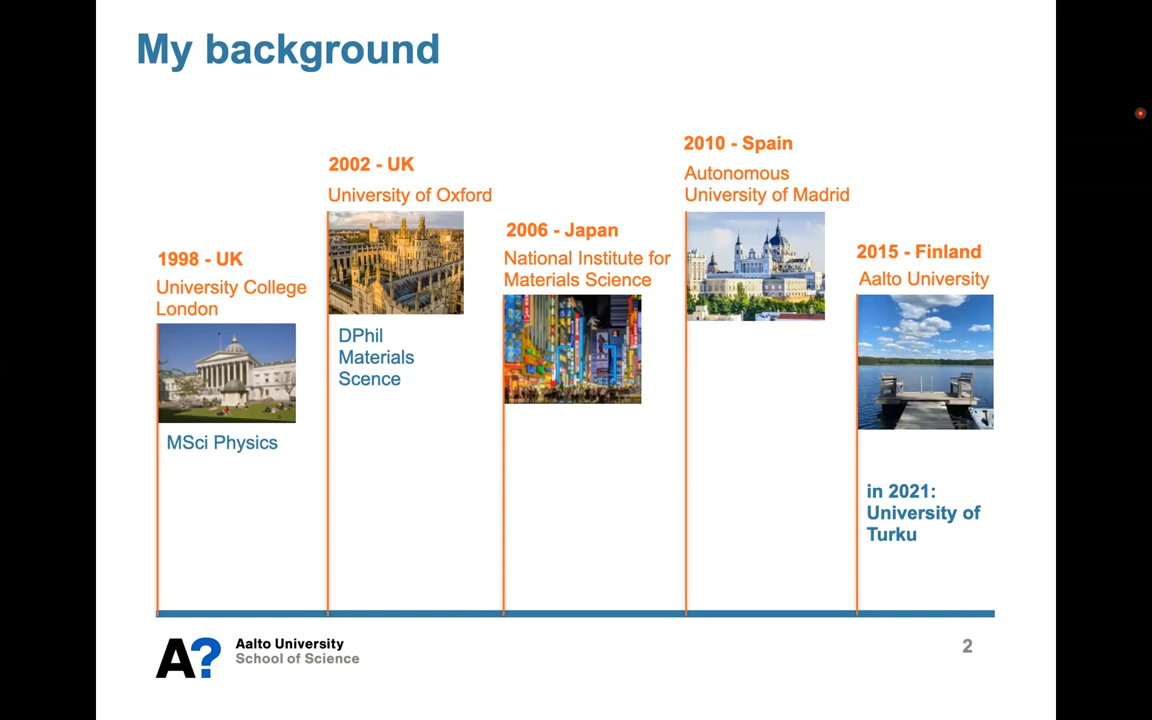 My background
1998 - UK
University College
London
MSci Physics
2002 - UK
University of Oxford
DPhil
Materials
Scence
2006 - Japan
National Institute for
Materials Science
2010 - Spain
Autonomous
University of Madrid
2015 - Finland
Aalto University
in 2021:
University of
Turku
A?
Aalto University
School of Science
2